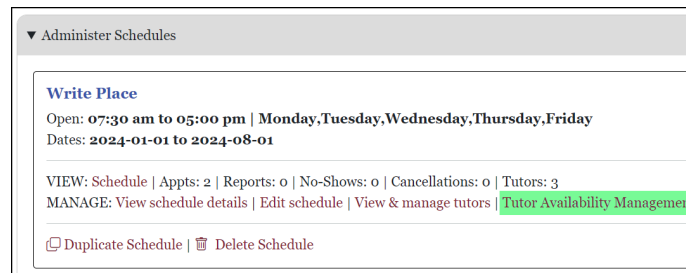 ▼ Administer Schedules
Write Place
Open: 07:30 am to 05:00 pm | Monday,Tuesday,Wednesday,Thursday,Friday
Dates: 2024-01-01 to 2024-08-01
VIEW: Schedule | Appts: 2 | Reports: 0 | No-Shows: 0 | Cancellations: 0 | Tutors: 3
MANAGE: View schedule details | Edit schedule | View & manage tutors | Tutor Availability Managemen
Duplicate Schedule | Delete Schedule